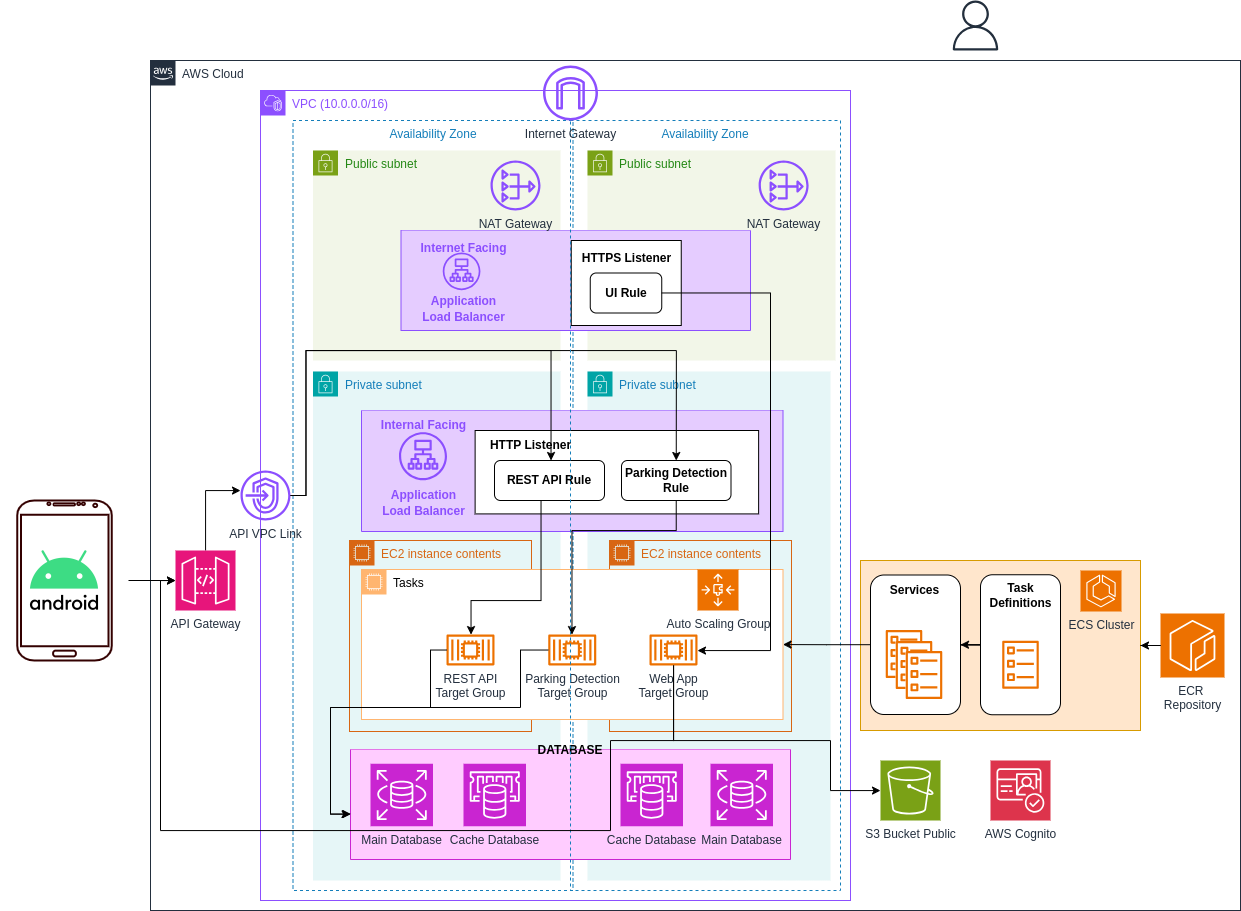 aws
AWS Cloud
VPC (10.0.0.0/16)
Availability Zone
Internet Gateway
Availability Zone
Public subnet
Public subnet
NAT Gateway
NAT Gateway
Internet Facing
Application
Load Balancer
HTTPS Listener
UI Rule
Private subnet
Private subnet
Internal Facing
Application
Load Balancer
HTTP Listener
REST API Rule
Parking Detection
Rule
API VPC Link
android
API Gateway
EC2 instance contents
EC2 instance contents
Tasks
Auto Scaling Group
REST API
Target Group
Parking Detection
Target Group
Web App
Target Group
Services
Task
Definitions
ECS Cluster
ECR
Repository
DATABASE
Main Database
Cache Database
Cache Database
Main Database
S3 Bucket Public
AWS Cognito